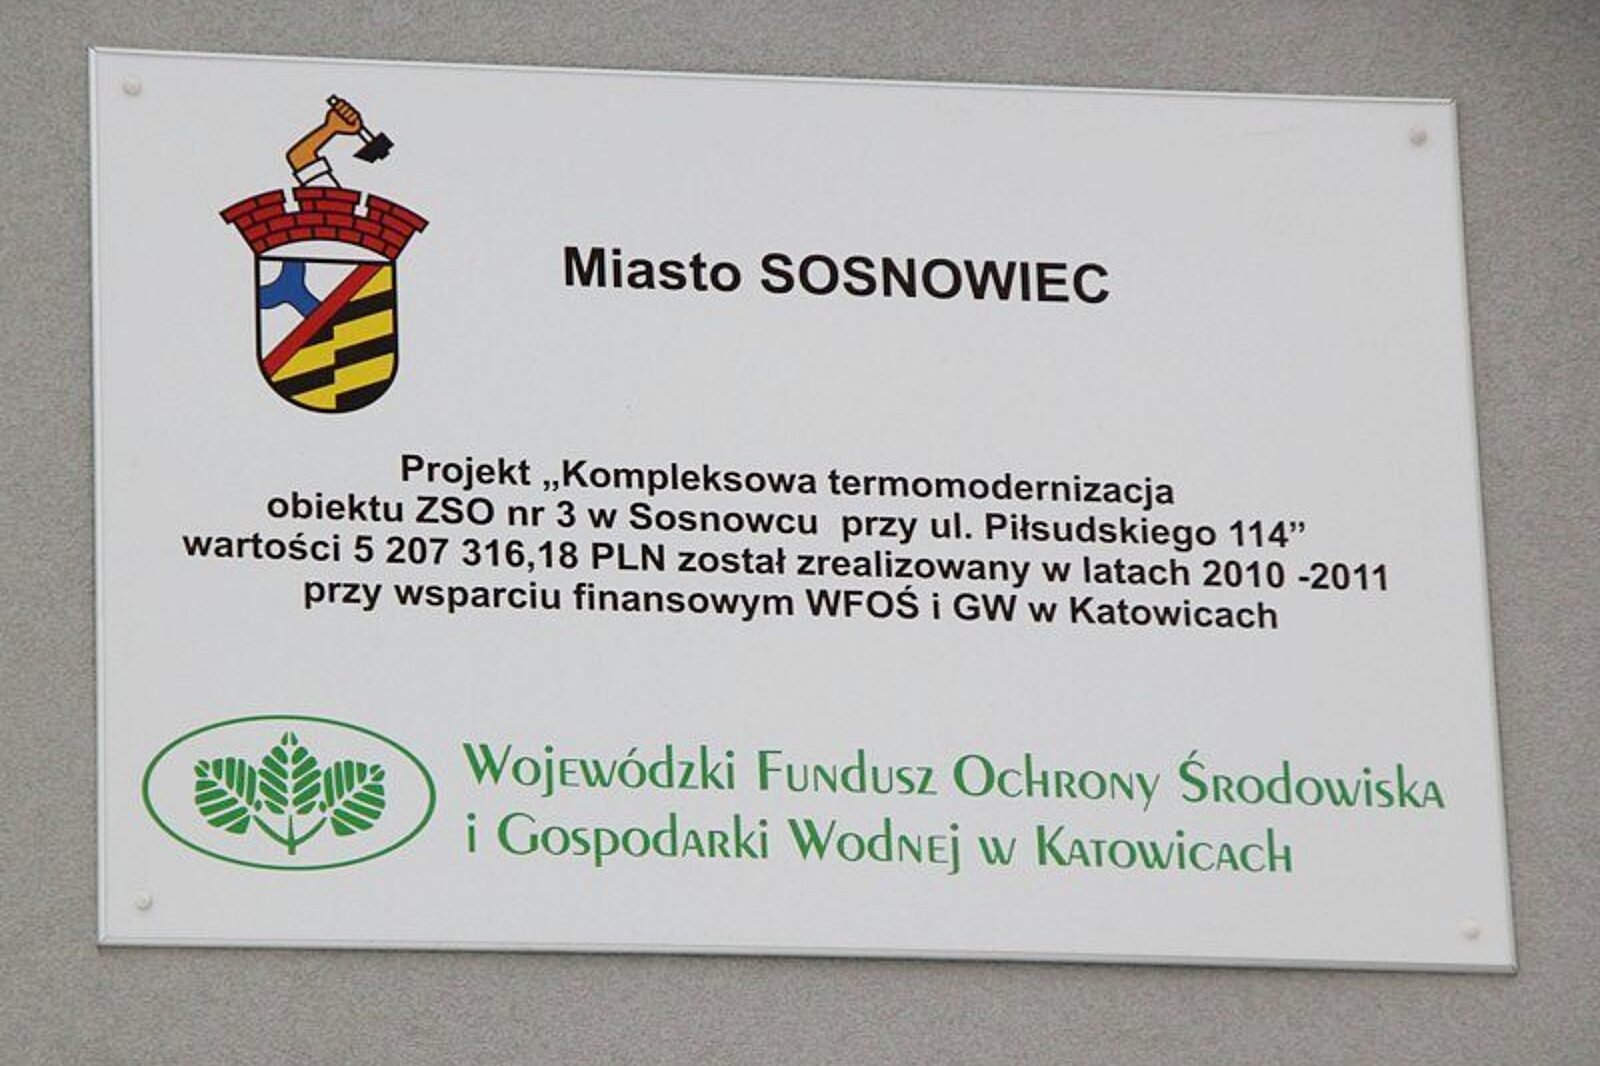 Miasto SOSNOWIEC
Projekt „Kompleksowa termomodernizacja
obiektu ZSO nr 3 w Sosnowcu przy ul. Piłsudskiego 114”
wartości 5 207 316,18 PLN został zrealizowany w latach 2010 -2011
przy wsparciu finansowym WFOŚ i GW w Katowicach
Wojewódzki Fundusz Ochrony Środowiska
i Gospodarki Wodnej w Katowicach